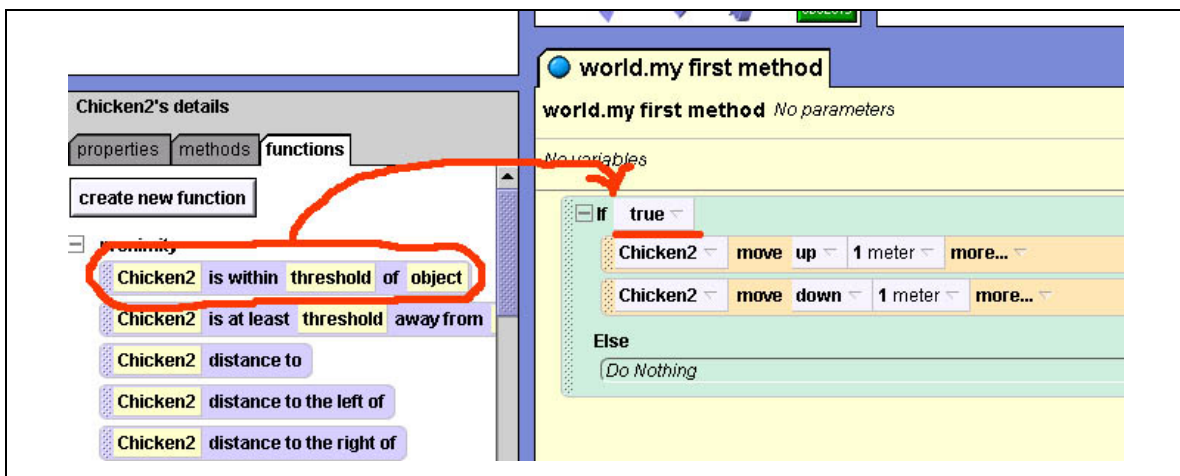 world.my first method
Chicken2's details
world.my first method No parameters
properties methods functions
No variables
create new function
If true
proximity
Chicken2 move up 1 meter more...
Chicken2 is within threshold of object
Chicken2 move down 1 meter more...
Chicken2 is at least threshold away from
Else
Chicken2 distance to
Do Nothing
Chicken2 distance to the left of
Chicken2 distance to the right of